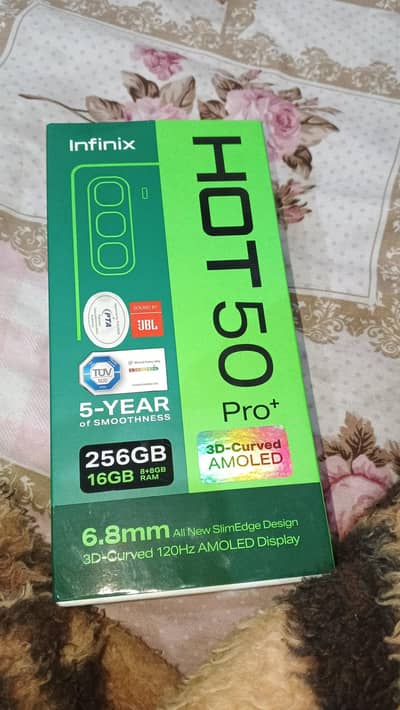 Infinix
HOT 50
Pro+
PTA
SOUND BY
JBL
TÜV
SÜD
5-YEAR
of SMOOTHNESS
256GB
16GB 8+8GB RAM
3D-Curved
AMOLED
6.8mm All New SlimEdge Design
3D-Curved 120Hz AMOLED Display